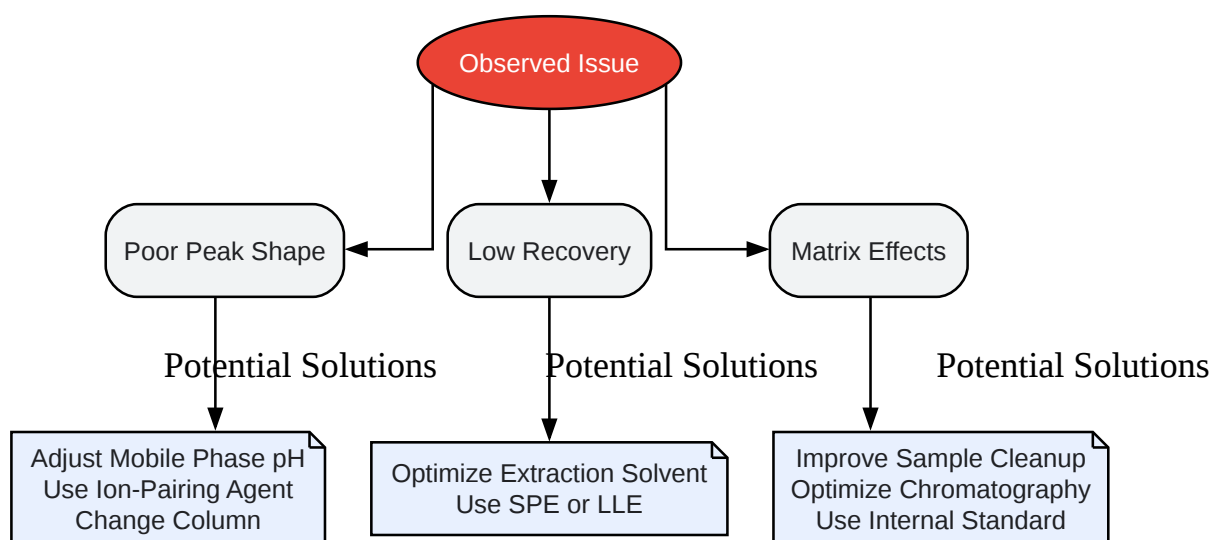 Observed Issue
Poor Peak Shape
Low Recovery
Matrix Effects
Potential Solutions
Potential Solutions
Potential Solutions
Adjust Mobile Phase pH
Use Ion-Pairing Agent
Change Column
Optimize Extraction Solvent
Use SPE or LLE
Improve Sample Cleanup
Optimize Chromatography
Use Internal Standard